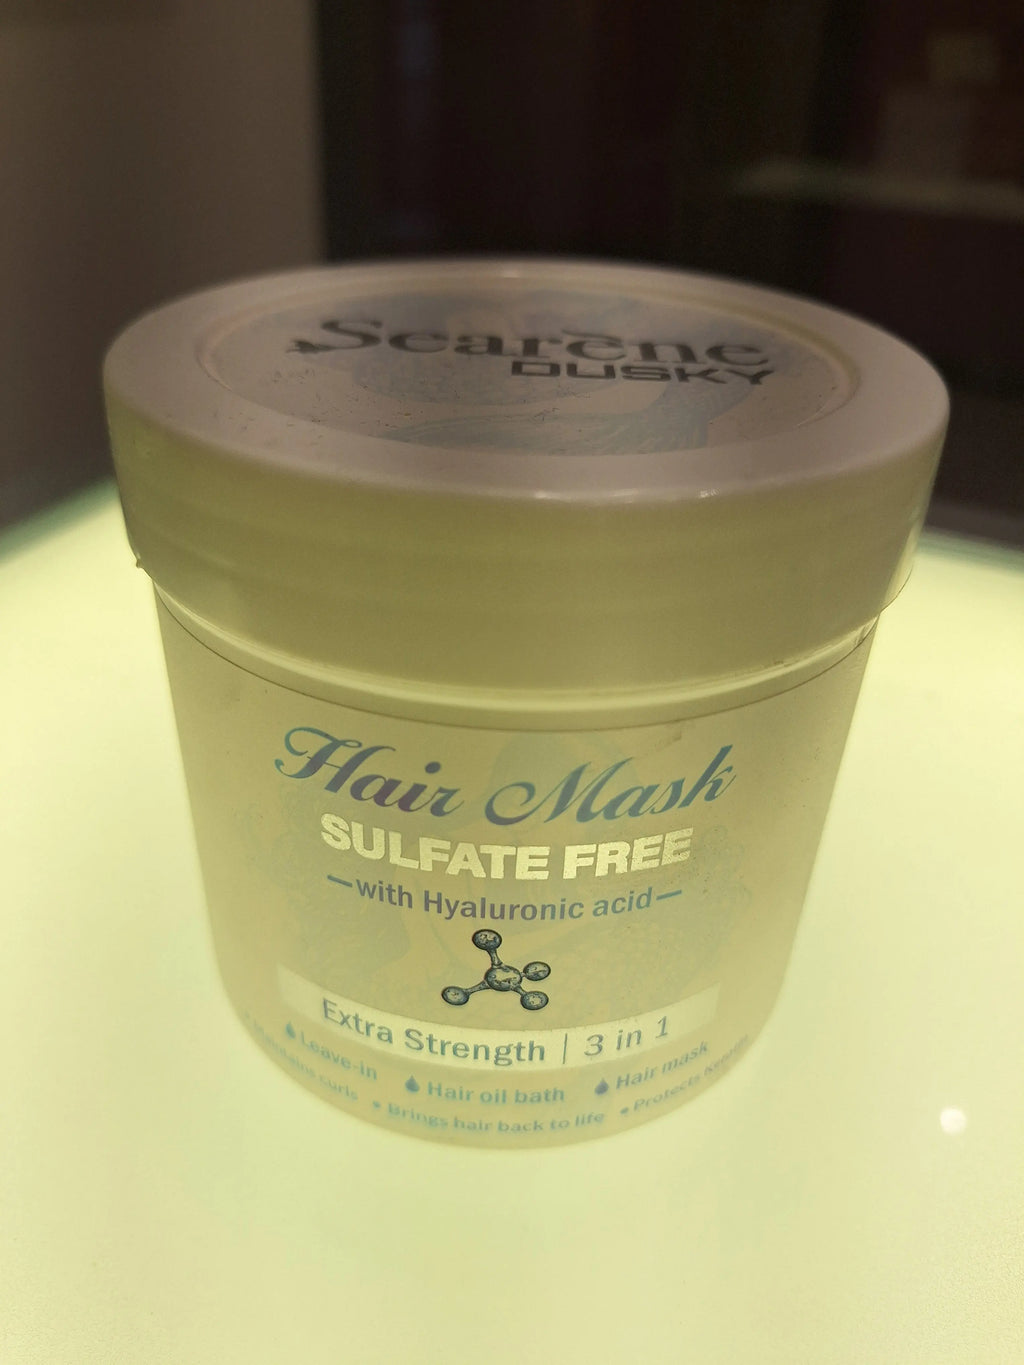 Scarène
DUSKY
Hair Mask
SULFATE FREE
with Hyaluronic acid
Extra Strength | 3 in 1
Leave-in Hair oil bath Hair mask
Maintains curls • Brings hair back to life • Protects Keratin